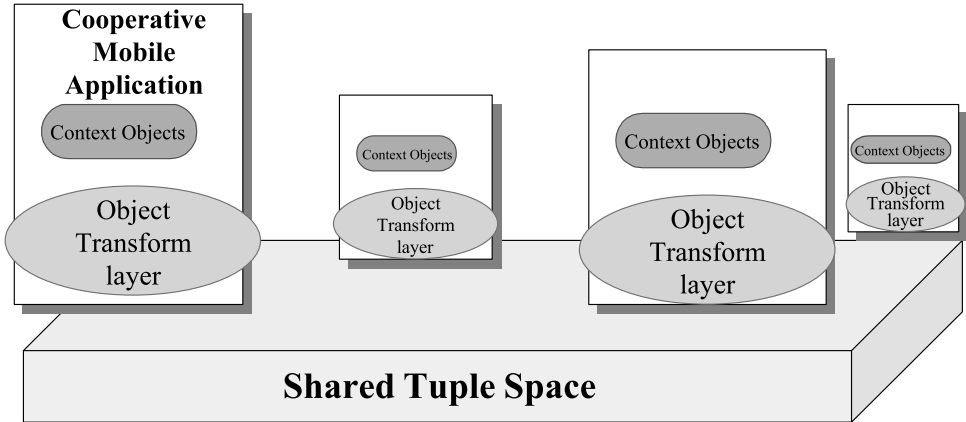 Cooperative
Mobile
Application
Context Objects
Object
Transform
layer
Context Objects
Object
Transform
layer
Context Objects
Object
Transform
layer
Context Objects
Object
Transform
layer
Shared Tuple Space